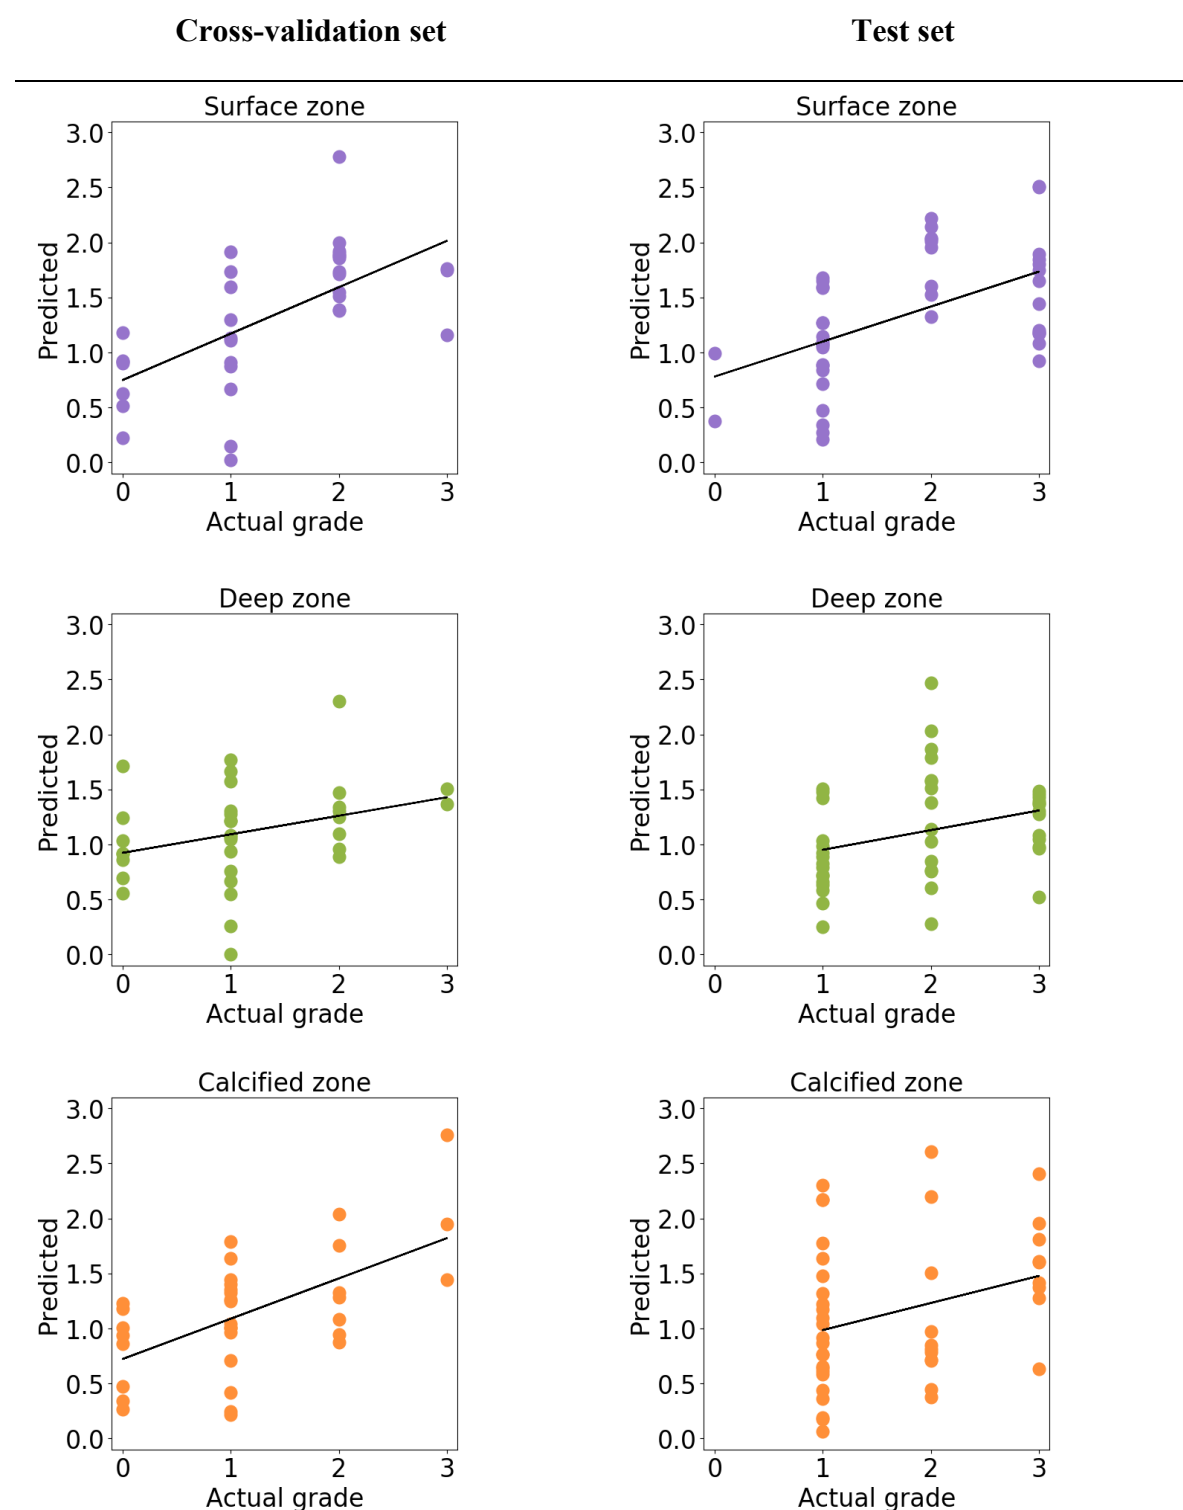 Cross-validation set Test set
Surface zone Surface zone
3.0 3.0
2.5 2.5
2.0 2.0
1.5 1.5
1.0 1.0
0.5 0.5
0.0 0.0
Predicted Predicted
0 1 2 3 0 1 2 3
Actual grade Actual grade
Deep zone Deep zone
3.0 3.0
2.5 2.5
2.0 2.0
1.5 1.5
1.0 1.0
0.5 0.5
0.0 0.0
Predicted Predicted
0 1 2 3 0 1 2 3
Actual grade Actual grade
Calcified zone Calcified zone
3.0 3.0
2.5 2.5
2.0 2.0
1.5 1.5
1.0 1.0
0.5 0.5
0.0 0.0
Predicted Predicted
0 1 2 3 0 1 2 3
Actual grade Actual grade